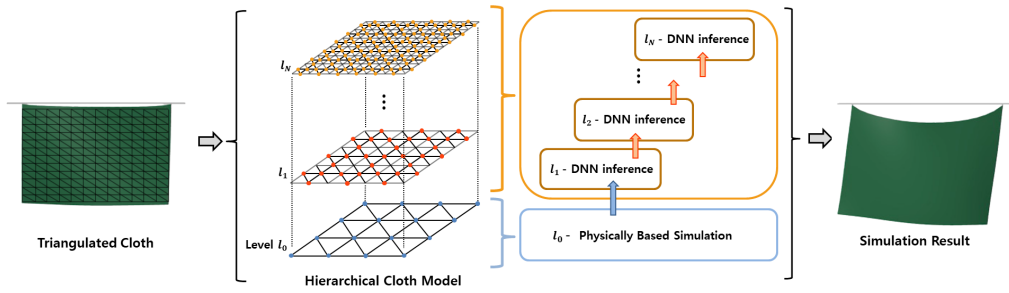 Triangulated Cloth
l_N
⋮
l_1
Level l_0
Hierarchical Cloth Model
l_N - DNN inference
⋮
l_2 - DNN inference
l_1 - DNN inference
l_0 - Physically Based Simulation
Simulation Result